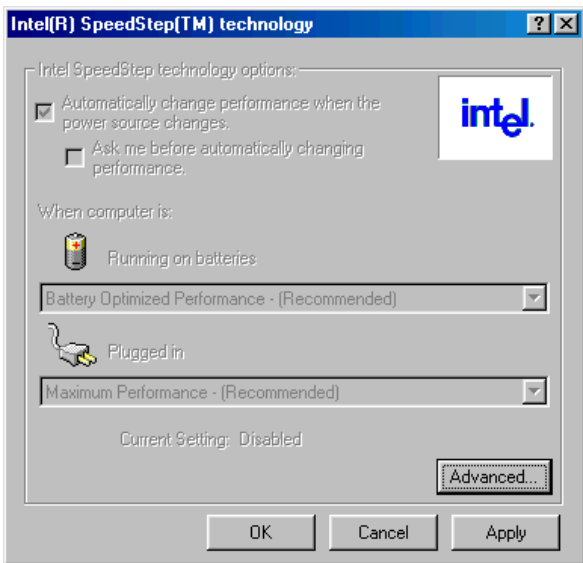 Intel(R) SpeedStep(TM) technology
Intel SpeedStep technology options:
Automatically change performance when the
power source changes.
intel.
Ask me before automatically changing
performance.
When computer is:
Running on batteries
Battery Optimized Performance - (Recommended)
Plugged in
Maximum Performance - (Recommended)
Current Setting: Disabled
Advanced...
OK
Cancel
Apply